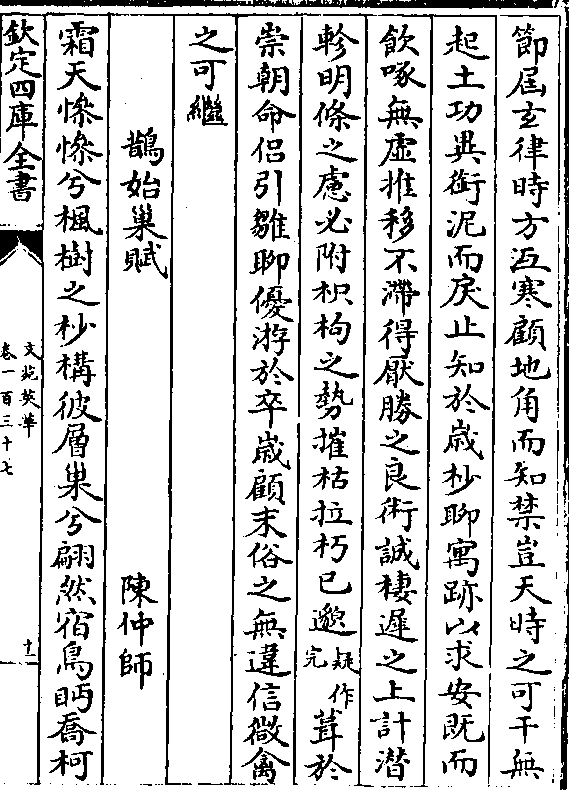 節届玄律時方沍寒顧地角而知禁豈天時之可干無
起土功異銜泥而戾止知於歲杪聊寓跡以求安既而
飲啄無虛推移不滯得厭勝之良術誠棲遲之上計潜
軫明條之慮必附枳枸之勢摧枯拉朽已邈疑作完葺於
崇朝命侣引雛聊優游於卒歲顧末俗之無違信微禽
之可繼
鵲始巢賦 陳仲師
霜天慘慘兮楓樹之杪構彼層巢兮翩然宿鳥眄喬柯
欽定四庫全書
文苑英華
卷一百三十七
十一